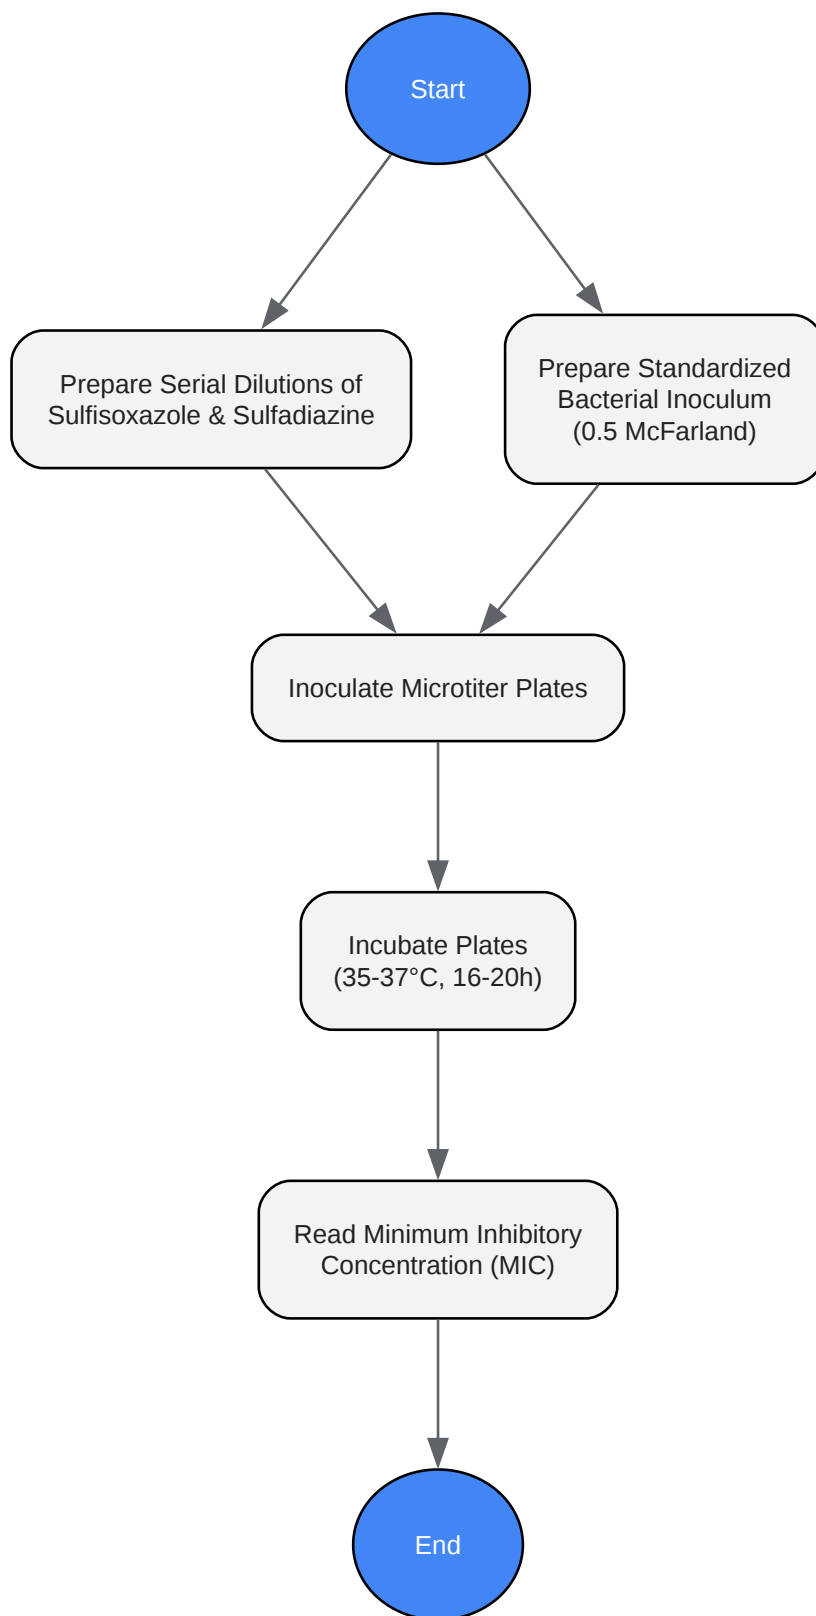 Start
Prepare Serial Dilutions of
Sulfisoxazole & Sulfadiazine
Prepare Standardized
Bacterial Inoculum
(0.5 McFarland)
Inoculate Microtiter Plates
Incubate Plates
(35-37°C, 16-20h)
Read Minimum Inhibitory
Concentration (MIC)
End